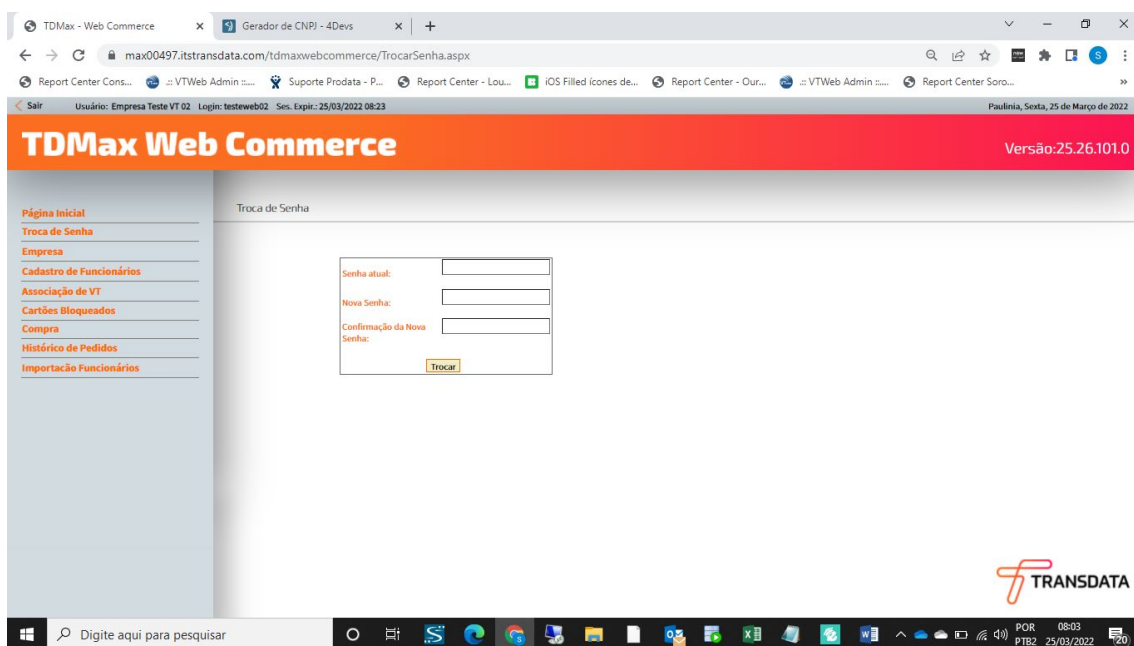 TDMax - Web Commerce
Gerador de CNPJ - 4Devs
max00497.itstransdata.com/tdmaxwebcommerce/TrocarSenha.aspx
Report Center Cons... .:: VTWeb Admin ::.... Suporte Prodata - P... Report Center - Lou... iOS Filled ícones de... Report Center - Our... .:: VTWeb Admin ::.... Report Center Soro... »
Sair Usuário: Empresa Teste VT 02 Login: testeweb02 Ses. Expir.: 25/03/2022 08:23 Paulinia, Sexta, 25 de Março de 2022
TDMax Web Commerce
Versão:25.26.101.0
Página Inicial
Troca de Senha
Empresa
Cadastro de Funcionários
Associação de VT
Cartões Bloqueados
Compra
Histórico de Pedidos
Importacão Funcionários
Troca de Senha
Senha atual:
Nova Senha:
Confirmação da Nova
Senha:
Trocar
TRANSDATA
Digite aqui para pesquisar
POR
PTB2
08:03
25/03/2022
20